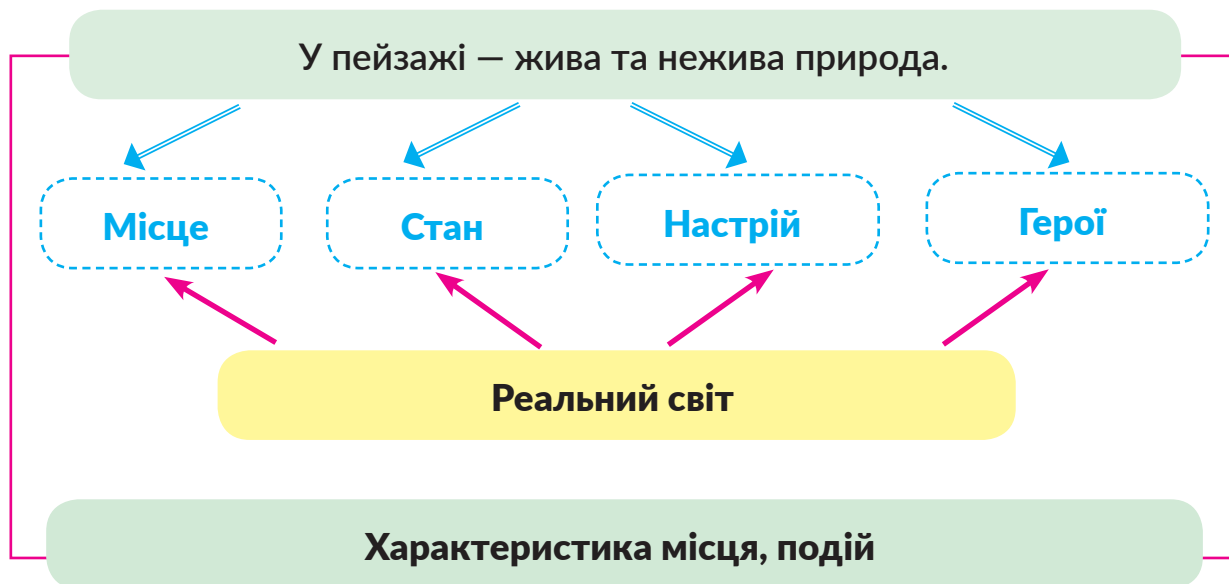 У пейзажі — жива та нежива природа.
Місце
Стан
Настрій
Герої
Реальний світ
Характеристика місця, подій